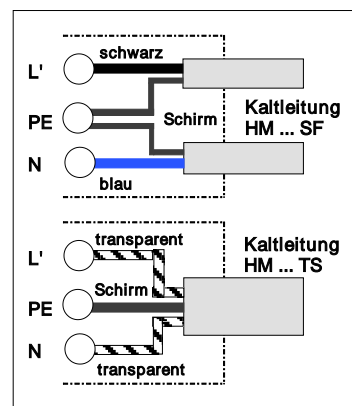 schwarz
L'
PE
Schirm
Kaltleitung
HM ... SF
N
blau
transparent
L'
Kaltleitung
HM ... TS
Schirm
PE
N
transparent